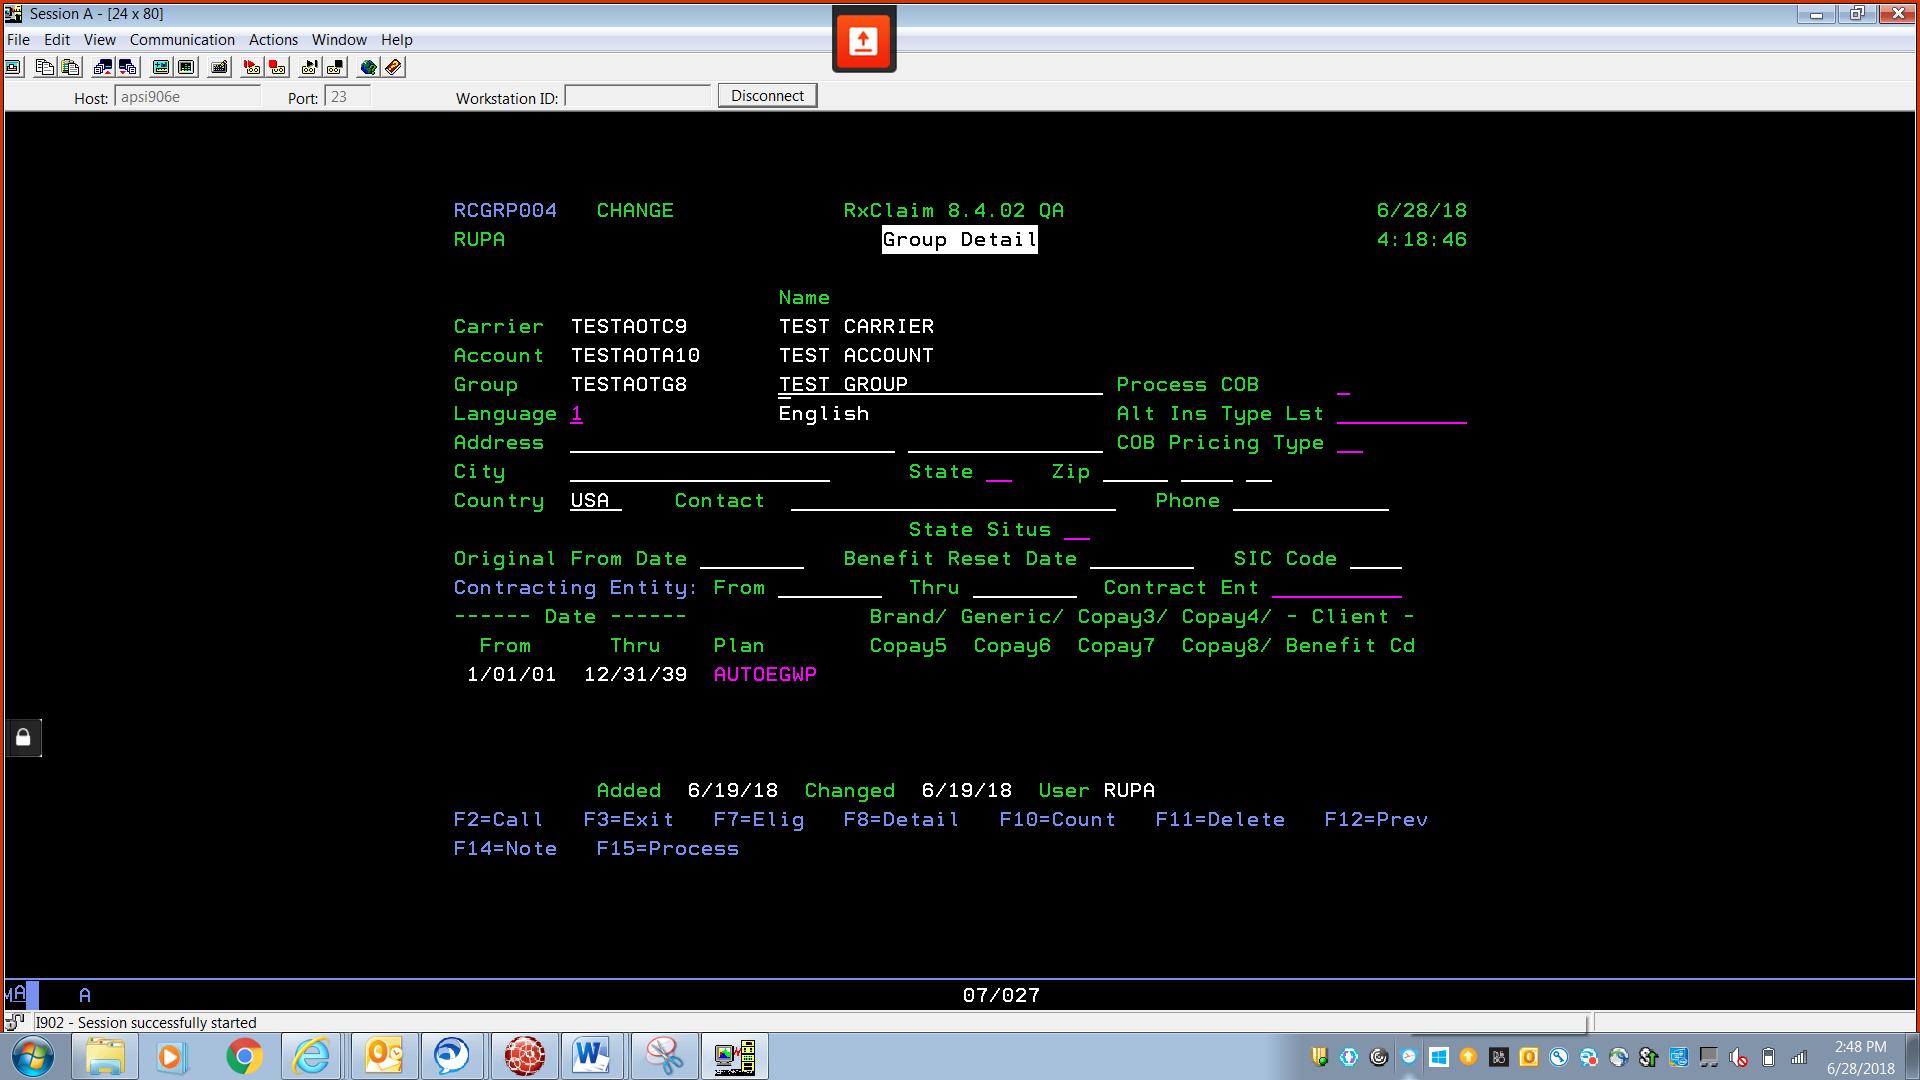 Session A - [24 x 80]
File Edit View Communication Actions Window Help
Host: apsi906e Port: 23 Workstation ID: Disconnect
RCGRP004 CHANGE RxClaim 8.4.02 QA 6/28/18
RUPA Group Detail 4:18:46
Name
Carrier TESTAOTC9 TEST CARRIER
Account TESTAOTA10 TEST ACCOUNT
Group TESTAOTG8 TEST GROUP Process COB
Language 1 English Alt Ins Type Lst
Address COB Pricing Type
City State Zip
Country USA Contact Phone
State Situs
Original From Date Benefit Reset Date SIC Code
Contracting Entity: From Thru Contract Ent
------ Date ------ Brand/ Generic/ Copay3/ Copay4/ - Client -
From Thru Plan Copay5 Copay6 Copay7 Copay8/ Benefit Cd
1/01/01 12/31/39 AUTOEGWP
Added 6/19/18 Changed 6/19/18 User RUPA
F2=Call F3=Exit F7=Elig F8=Detail F10=Count F11=Delete F12=Prev
F14=Note F15=Process
MA A 07/027
I902 - Session successfully started
2:48 PM
6/28/2018